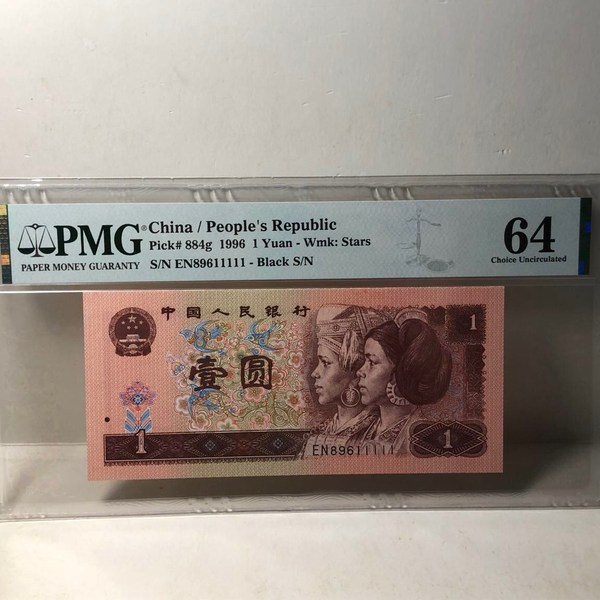 PMG®
PAPER MONEY GUARANTY
China / People's Republic
Pick# 884g 1996 1 Yuan - Wmk: Stars
S/N EN89611111 - Black S/N
64
Choice Uncirculated
中国人民银行
1
壹圆
1
EN89611111
1